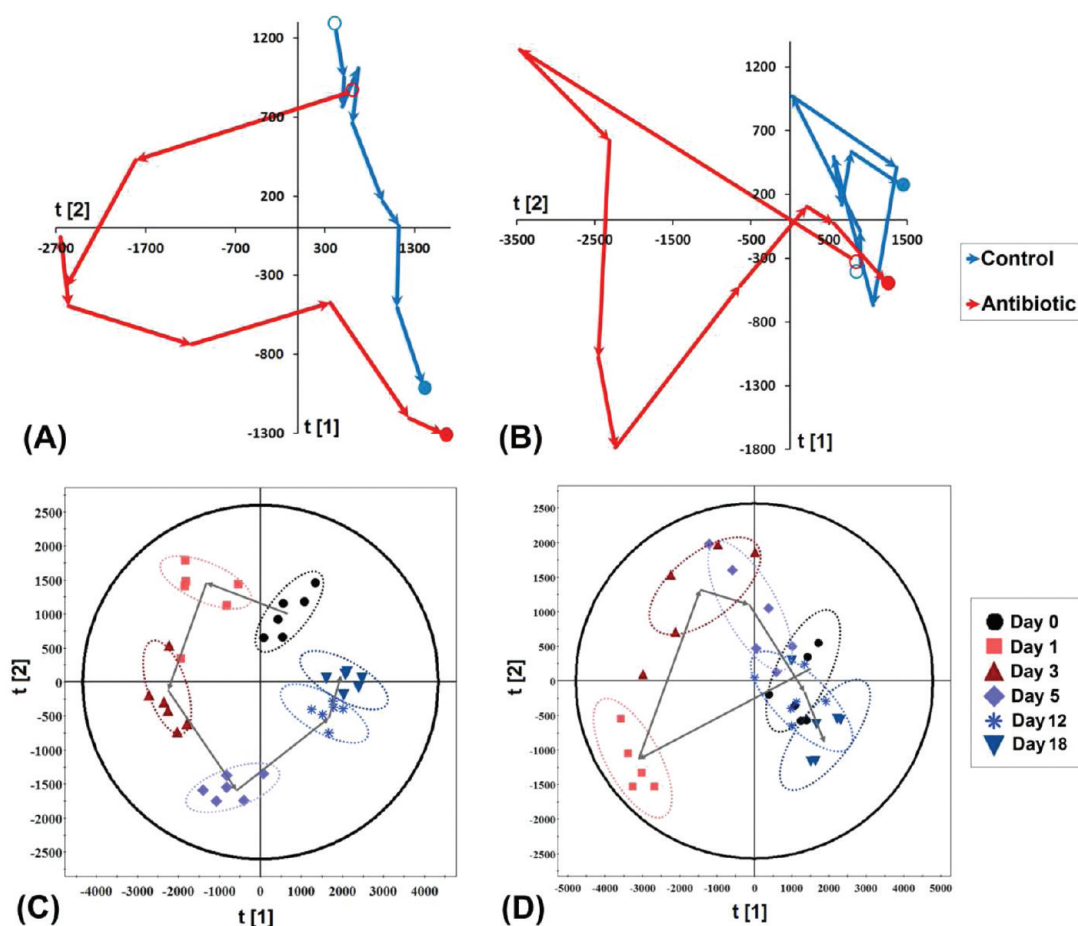 1200
700
200
t [2]
-2700 -1700 -700 300 1300
-300
-800
-1300
t [1]
(A)
1200
700
200
t [2]
-3500 -2500 -1500 -500 500 1500
-300
-800
-1300
-1800
t [1]
(B)
Control
Antibiotic
2500
2000
1500
1000
500
0
-500
-1000
-1500
-2000
-2500
t [2]
-4000 -3000 -2000 -1000 0 1000 2000 3000 4000
t [1]
(C)
2500
2000
1500
1000
500
0
-500
-1000
-1500
-2000
-2500
t [2]
-5000 -4000 -3000 -2000 -1000 0 1000 2000 3000 4000 5000
t [1]
(D)
Day 0
Day 1
Day 3
Day 5
Day 12
Day 18